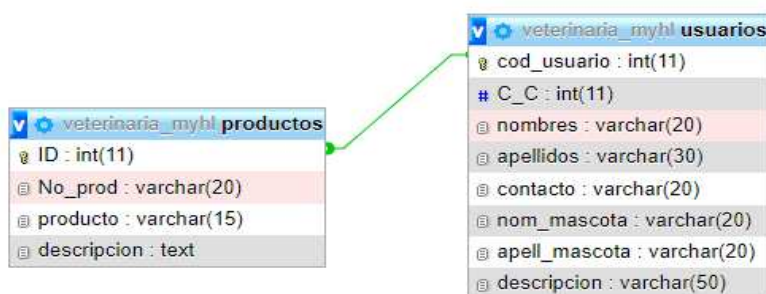 v veterinaria_myhl productos
ID : int(11)
No_prod : varchar(20)
producto : varchar(15)
descripcion : text
v veterinaria_myhl usuarios
cod_usuario : int(11)
# C_C : int(11)
nombres : varchar(20)
apellidos : varchar(30)
contacto : varchar(20)
nom_mascota : varchar(20)
apell_mascota : varchar(20)
descripcion : varchar(50)